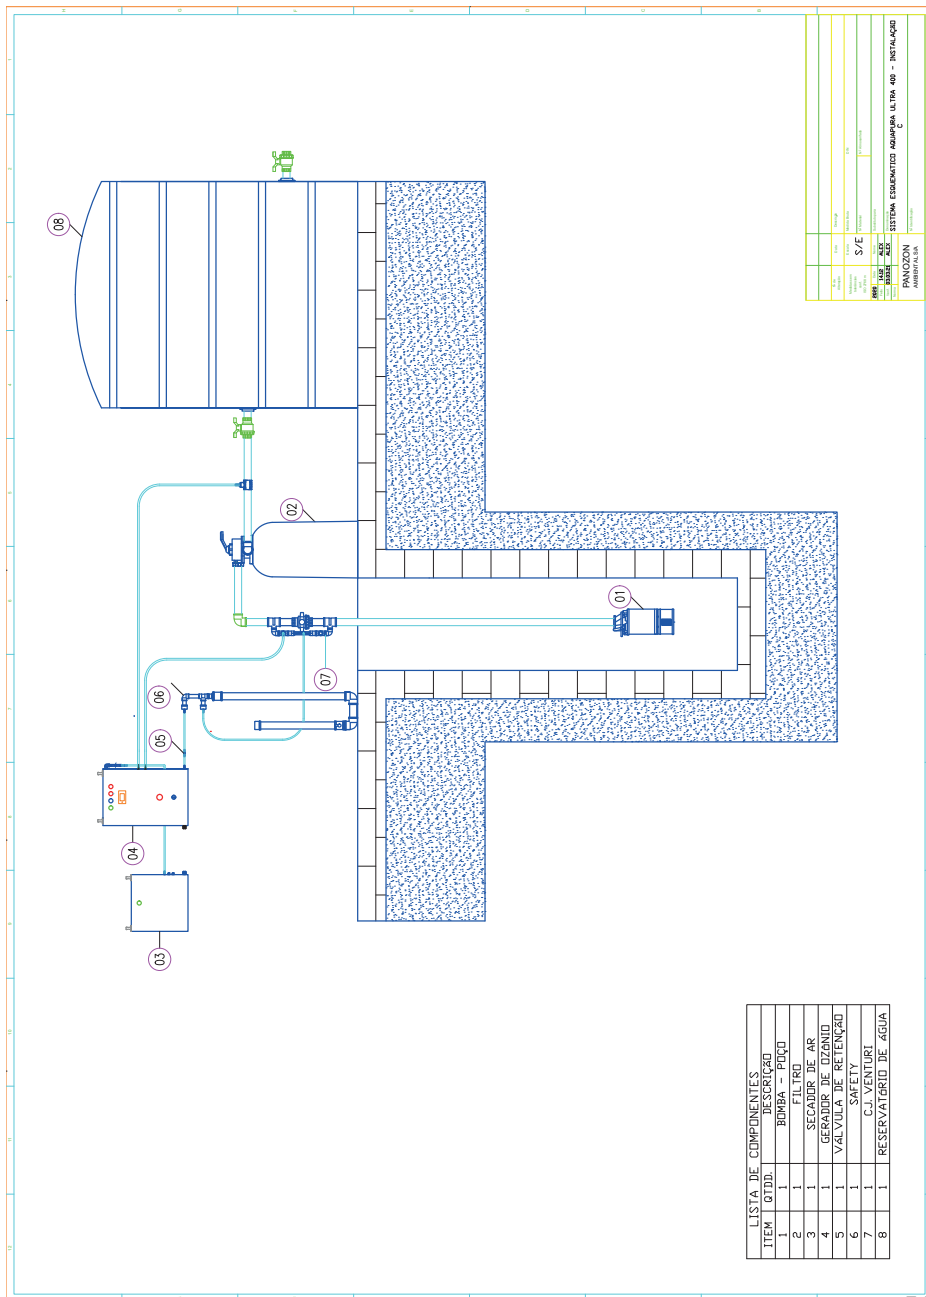 SISTEMA ESQUEMÁTICO AQUAPURA ULTRA 400 - INSTALAÇÃO
C
S/E
ALEX
ALEX
PANOZON
AMBIENTAL S.A.
08
02
01
07
06
05
04
03
LISTA DE COMPONENTES
ITEM QTDD. DESCRIÇÃO
1 1 BOMBA - POÇO
2 1 FILTRO
3 1 SECADOR DE AR
4 1 GERADOR DE OZÔNIO
5 1 VÁLVULA DE RETENÇÃO
6 1 SAFETY
7 1 CJ. VENTURI
8 1 RESERVATÓRIO DE ÁGUA